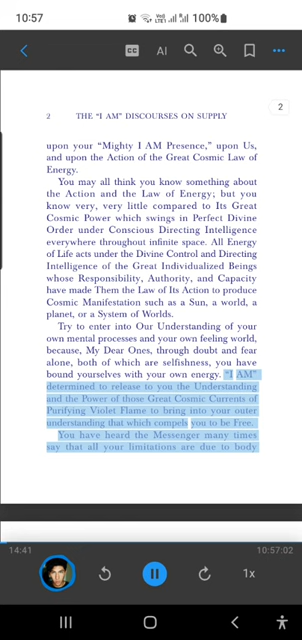 10:57
Vo)
LTE1
100%
CC
AI
2
2 THE "I AM" DISCOURSES ON SUPPLY
upon your "Mighty I AM Presence," upon Us,
and upon the Action of the Great Cosmic Law of
Energy.
You may all think you know something about
the Action and the Law of Energy; but you
know very, very little compared to Its Great
Cosmic Power which swings in Perfect Divine
Order under Conscious Directing Intelligence
everywhere throughout infinite space. All Energy
of Life acts under the Divine Control and Directing
Intelligence of the Great Individualized Beings
whose Responsibility, Authority, and Capacity
have made Them the Law of Its Action to produce
Cosmic Manifestation such as a Sun, a world, a
planet, or a System of Worlds.
Try to enter into Our Understanding of your
own mental processes and your own feeling world,
because, My Dear Ones, through doubt and fear
alone, both of which are selfishness, you have
bound yourselves with your own energy. "I AM"
determined to release to you the Understanding
and the Power of those Great Cosmic Currents of
Purifying Violet Flame to bring into your outer
understanding that which compels you to be Free.
You have heard the Messenger many times
say that all your limitations are due to body
14:41
10:57:02
1x